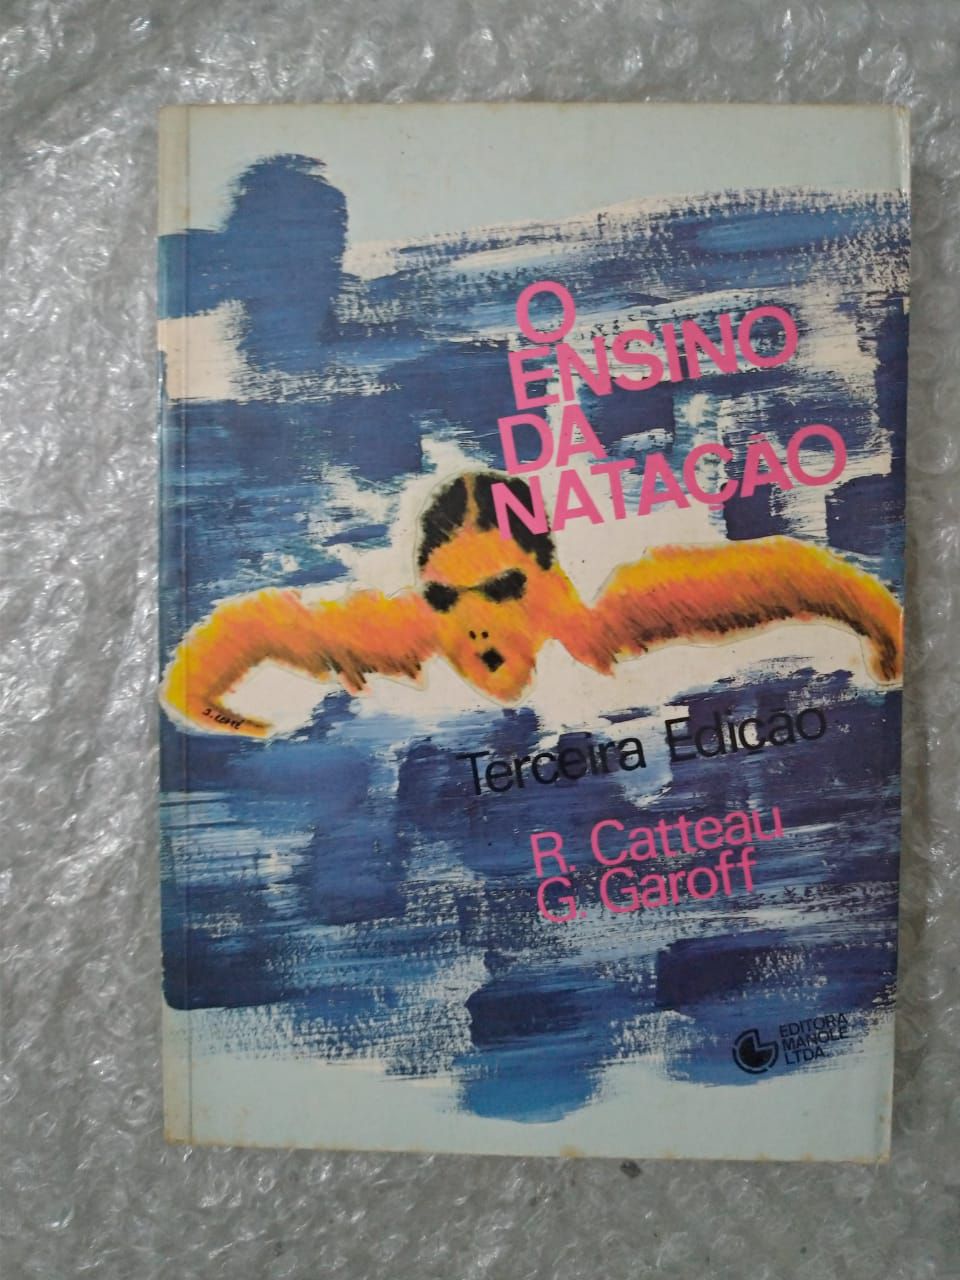 O
ENSINO
DA
NATAÇÃO
Terceira Edição
R. Catteau
G. Garoff
EDITORA
MANOLE
LTDA.